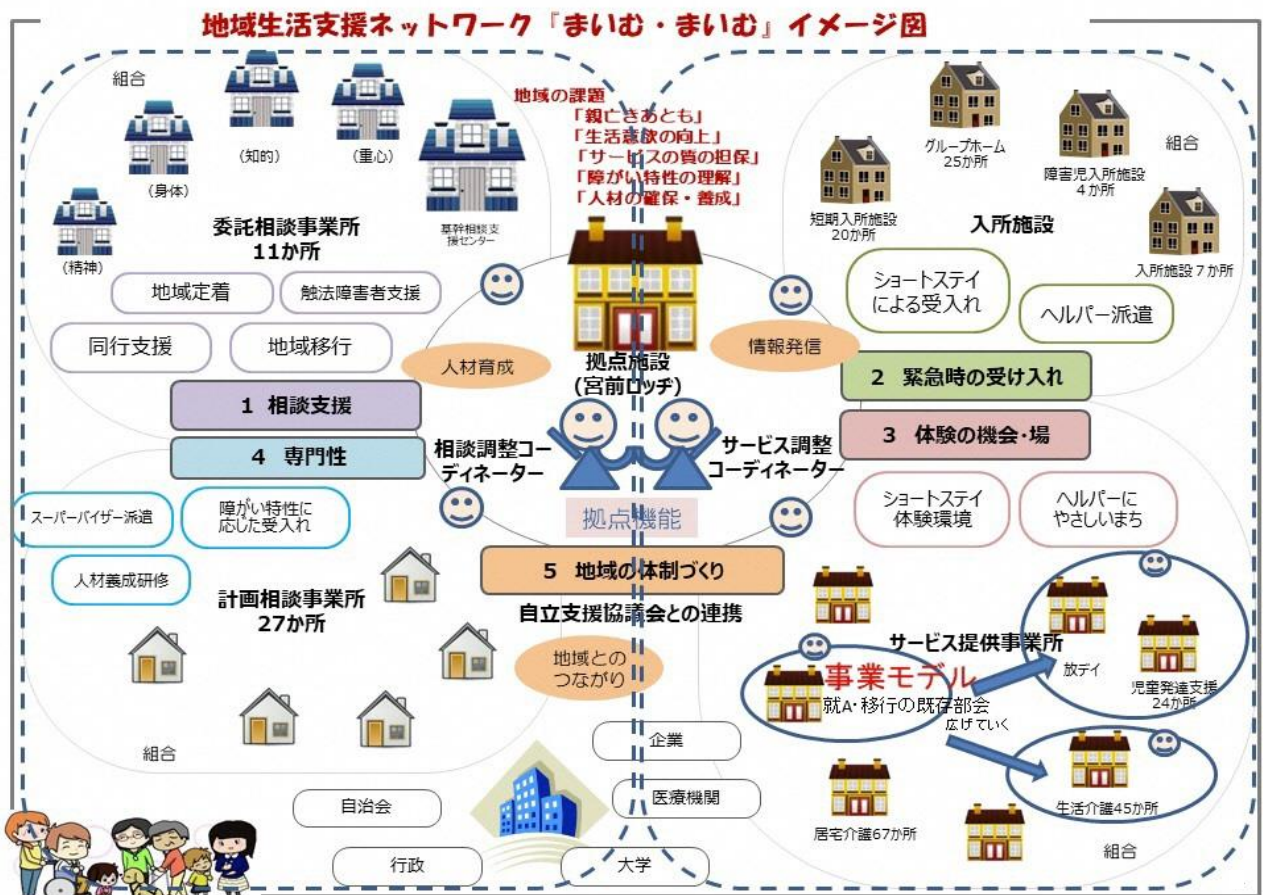 地域生活支援ネットワーク『まいむ・まいむ』イメージ図
組合
(精神)
(身体)
(知的)
(重心)
基幹相談支
援センター
委託相談事業所
11か所
地域定着
触法障害者支援
同行支援
地域移行
1 相談支援
地域の課題
「親亡きあとも」
「生活意欲の向上」
「サービスの質の担保」
「障がい特性の理解」
「人材の確保・養成」
人材育成
情報発信
拠点施設
(宮前ロッヂ)
組合
短期入所施設
20か所
グループホーム
25か所
障害児入所施設
4か所
入所施設7か所
入所施設
ショートステイ
による受入れ
ヘルパー派遣
2 緊急時の受け入れ
3 体験の機会・場
ショートステイ
体験環境
ヘルパーに
やさしいまち
4 専門性
スーパーバイザー派遣
障がい特性に
応じた受入れ
人材養成研修
計画相談事業所
27か所
組合
相談調整コー
ディネーター
サービス調整
コーディネーター
拠点機能
5 地域の体制づくり
自立支援協議会との連携
地域との
つながり
企業
医療機関
自治会
行政
大学
サービス提供事業所
事業モデル
就A・移行の既存部会
広げていく
放デイ
児童発達支援
24か所
生活介護45か所
居宅介護67か所
組合